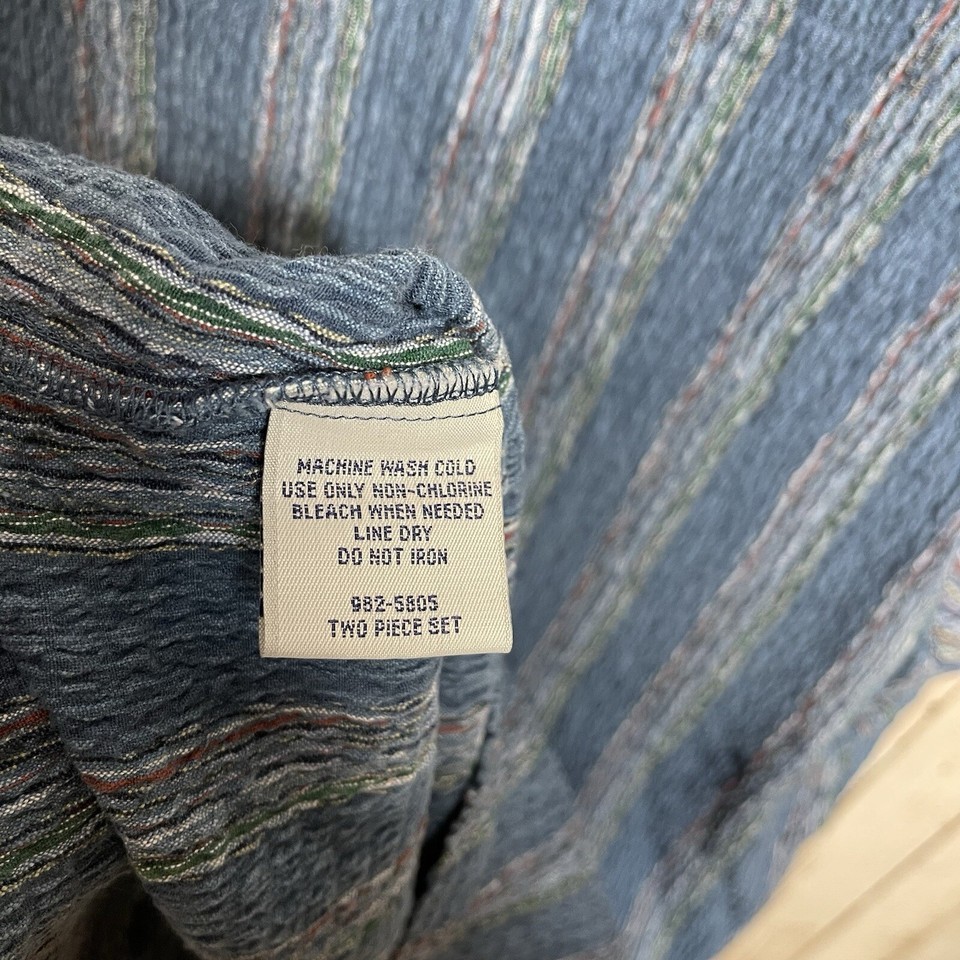 MACHINE WASH COLD
USE ONLY NON-CHLORINE
BLEACH WHEN NEEDED
LINE DRY
DO NOT IRON
982-5805
TWO PIECE SET